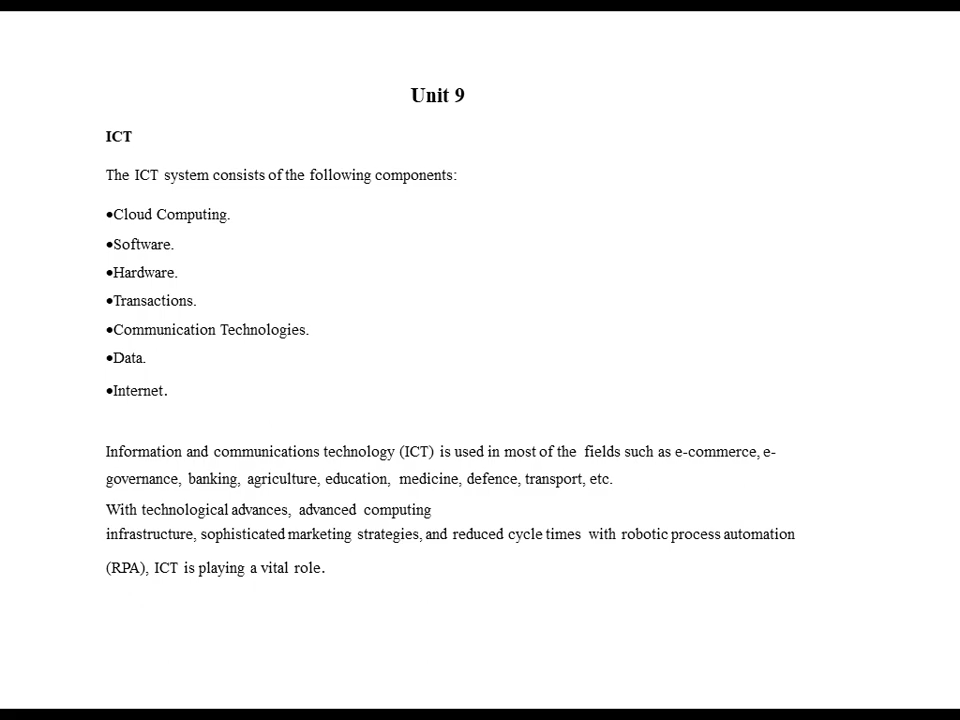 Unit 9
ICT
The ICT system consists of the following components:
•Cloud Computing.
•Software.
•Hardware.
•Transactions.
•Communication Technologies.
•Data.
•Internet.
Information and communications technology (ICT) is used in most of the fields such as e-commerce, e-
governance, banking, agriculture, education, medicine, defence, transport, etc.
With technological advances, advanced computing
infrastructure, sophisticated marketing strategies, and reduced cycle times with robotic process automation
(RPA), ICT is playing a vital role.